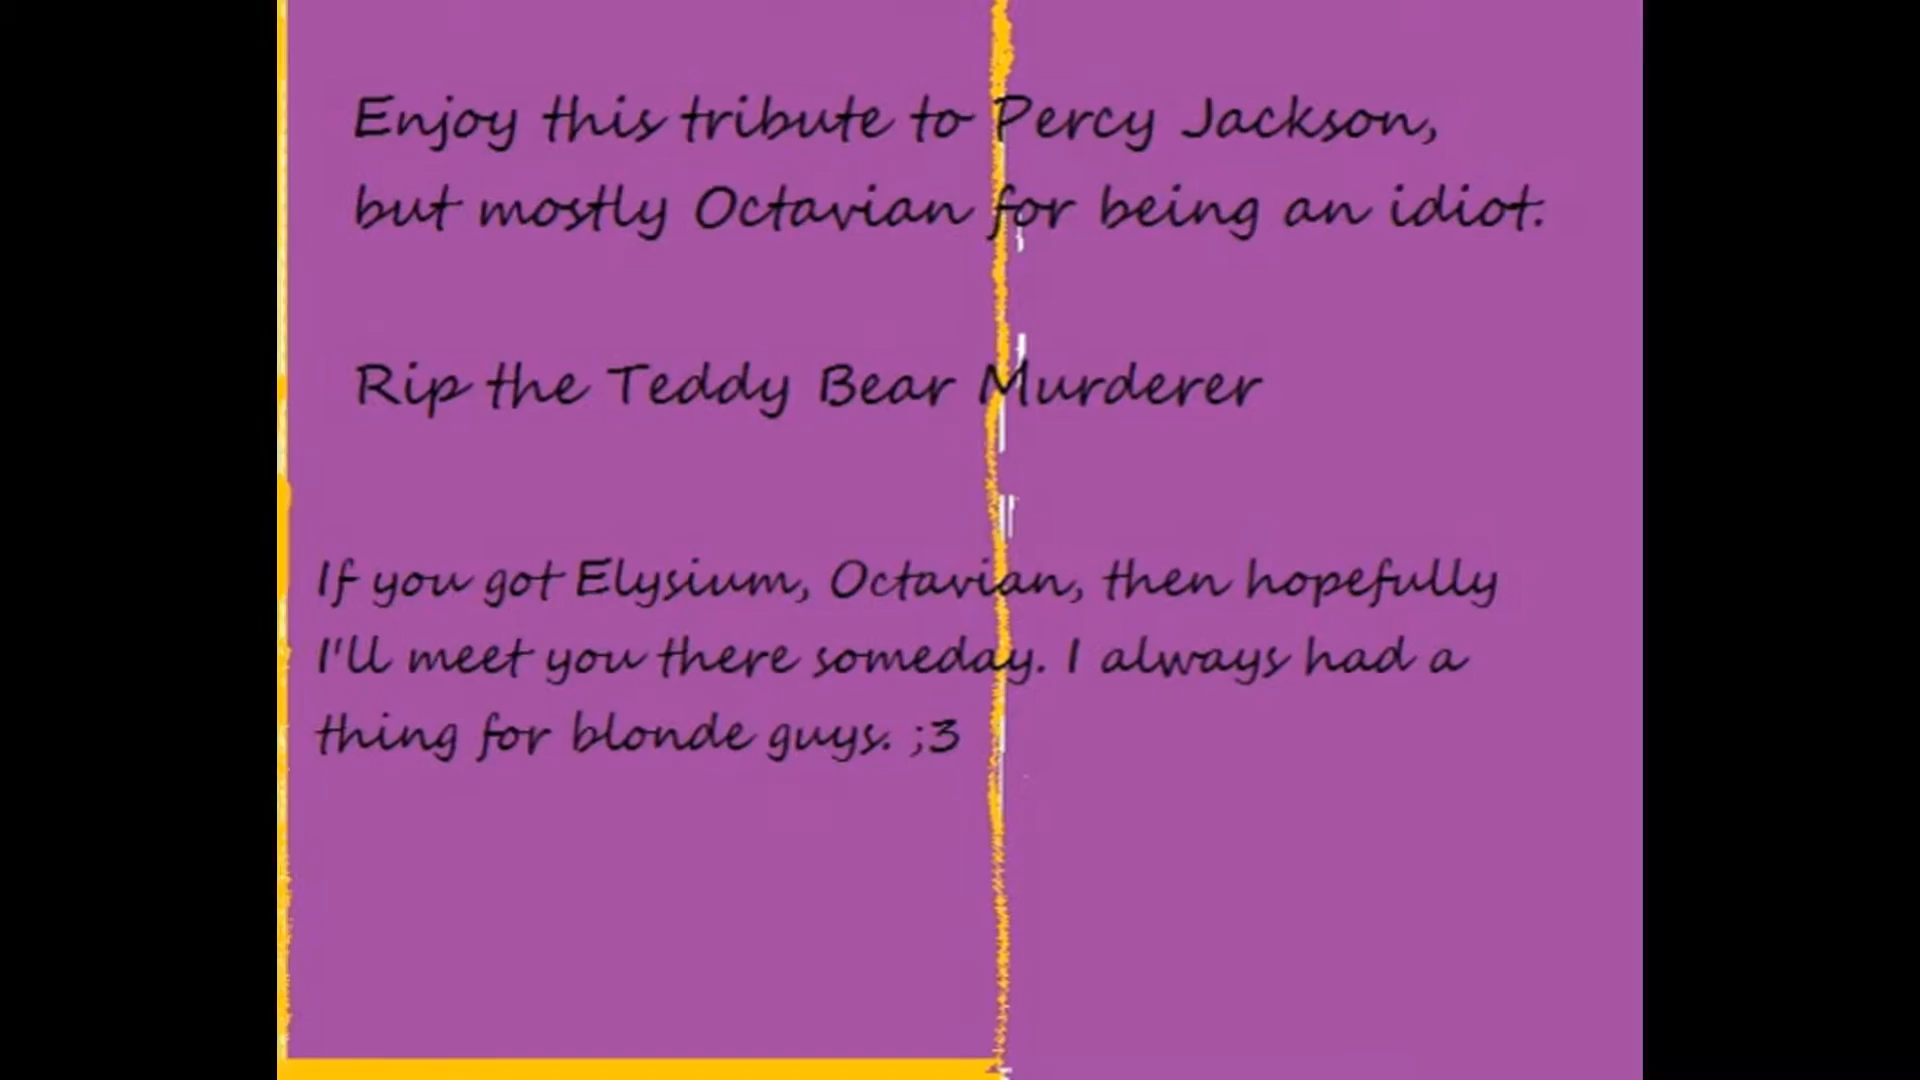 Enjoy this tribute to Percy Jackson,
but mostly Octavian for being an idiot.
Rip the Teddy Bear Murderer
If you got Elysium, Octavian, then hopefully
I'll meet you there someday. I always had a
thing for blonde guys. ;3